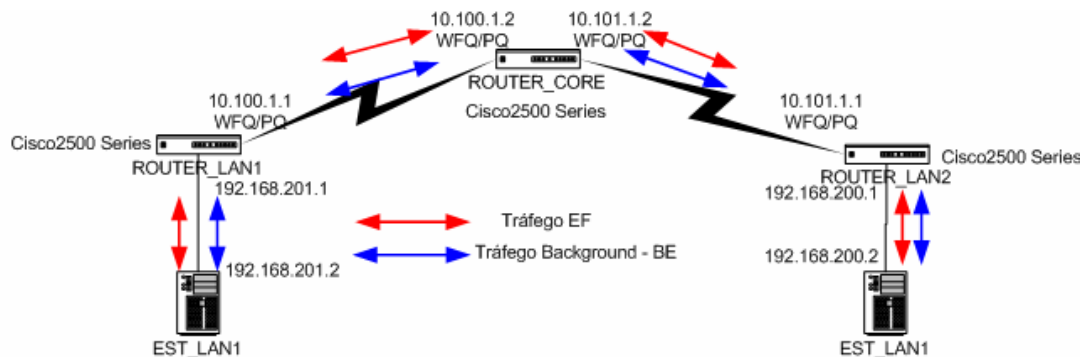 10.100.1.2
WFQ/PQ
10.101.1.2
WFQ/PQ
ROUTER_CORE
Cisco2500 Series
10.100.1.1
WFQ/PQ
Cisco2500 Series
ROUTER_LAN1
10.101.1.1
WFQ/PQ
Cisco2500 Series
ROUTER_LAN2
192.168.201.1
192.168.200.1
Tráfego EF
Tráfego Background - BE
192.168.201.2
192.168.200.2
EST_LAN1
EST_LAN1